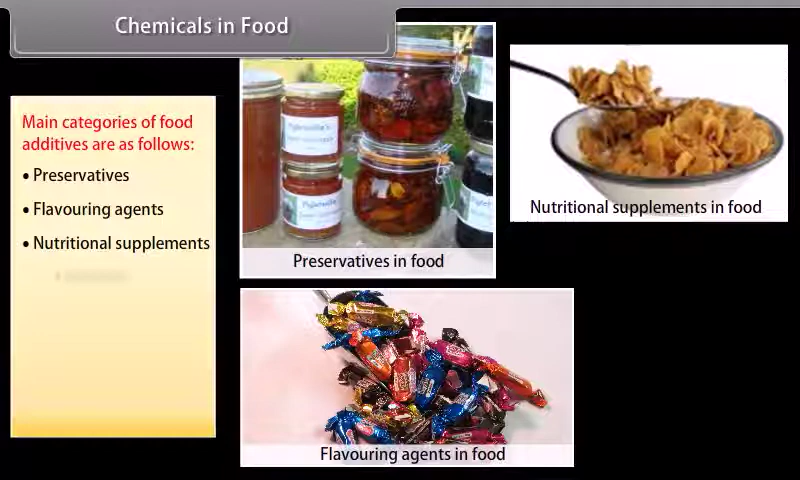 Chemicals in Food
Main categories of food
additives are as follows:
• Preservatives
• Flavouring agents
• Nutritional supplements
Preservatives in food
Nutritional supplements in food
Flavouring agents in food